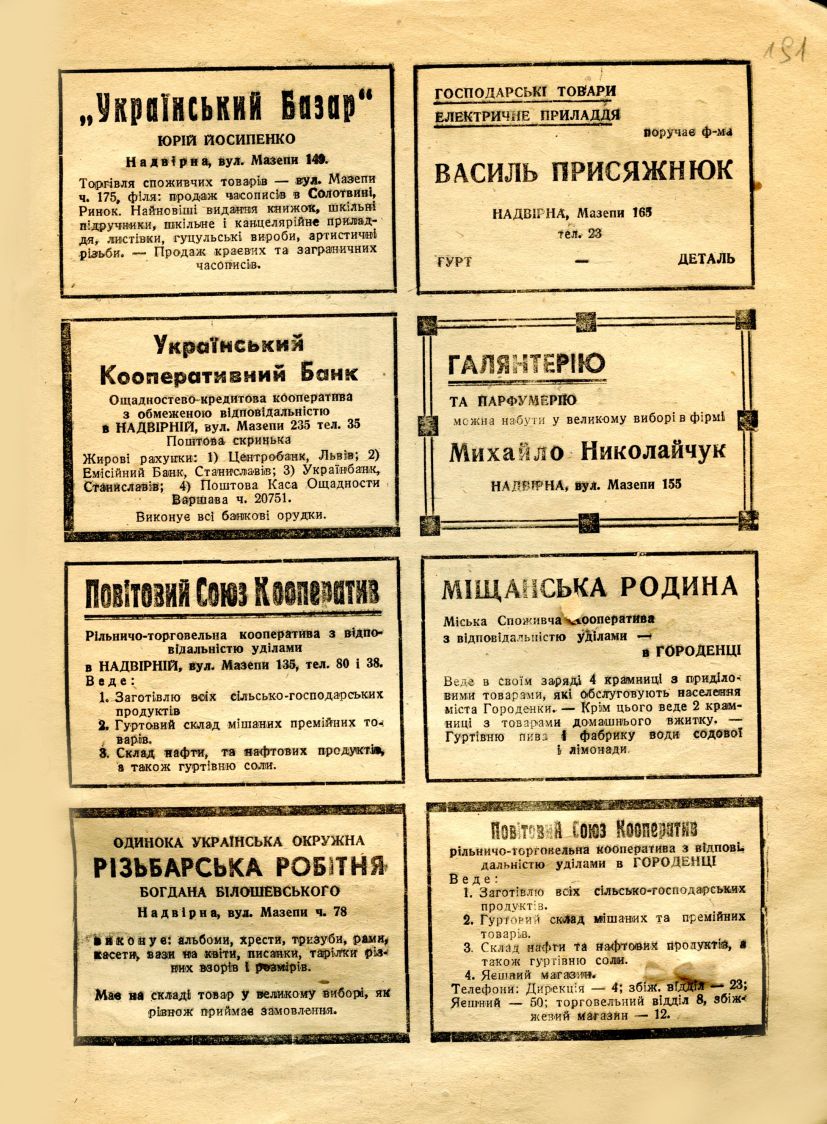 191
„Український Базар“
ЮРІЙ ЙОСИПЕНКО
Надвірна, вул. Мазепи 149.
Торгівля споживчих товарів — вул. Мазепи
ч. 175, філя: продаж часописів в Солотвині,
Ринок. Найновіші видання книжок, шкільні
підручники, шкільне і канцелярійне прилад-
дя, листівки, гуцульські вироби, артистичні
різьби. — Продаж краєвих та заграничних
часописів.
ГОСПОДАРСЬКІ ТОВАРИ
ЕЛЕКТРИЧНЕ ПРИЛАДДЯ
поручає ф-ма
ВАСИЛЬ ПРИСЯЖНЮК
НАДВІРНА, Мазепи 165
тел. 23
ГУРТ — ДЕТАЛЬ
Український
Кооперативний Банк
Ощадностево-кредитова кооператива
з обмеженою відповідальністю
в НАДВІРНІЙ, вул. Мазепи 235 тел. 35
Поштова скринька
Жирові рахунки: 1) Центробанк, Львів; 2)
Емісійний Банк, Станиславів; 3) Українбанк,
Станиславів; 4) Поштова Каса Ощадности
Варшава ч. 20751.
Виконує всі банкові орудки.
ГАЛЯНТЕРІЮ
ТА ПАРФУМЕРІЮ
можна набути у великому виборі в фірмі
Михайло Николайчук
НАДВІРНА, вул. Мазепи 155
Повітовий Союз Кооператив
Рільничо-торговельна кооператива з відпо-
відальністю уділами
в НАДВІРНІЙ, вул. Мазепи 135, тел. 80 і 38.
Веде:
1. Заготівлю всіх сільсько-господарських
продуктів
2. Гуртовий склад мішаних премійних то-
варів.
3. Склад нафти, та нафтових продуктів,
а також гуртівню соли.
МІЩАНСЬКА РОДИНА
Міська Споживча кооператива
з відповідальністю уділами —
в ГОРОДЕНЦІ
Веде в своїм заряді 4 крамниці з приділо-
вими товарами, які обслуговують населення
міста Городенки. — Крім цього веде 2 крам-
ниці з товарами домашнього вжитку. —
Гуртівню пива і фабрику води содової
і лімонади.
ОДИНОКА УКРАЇНСЬКА ОКРУЖНА
РІЗЬБАРСЬКА РОБІТНЯ
БОГДАНА БІЛОШЕВСЬКОГО
Надвірна, вул. Мазепи ч. 78
виконує: альбоми, хрести, тризуби, рами,
касети, вази на квіти, писанки, тарілки різ-
них взорів і розмірів.
Має на складі товар у великому виборі, як
рівнож приймає замовлення.
Повітовий Союз Кооператив
рільничо-торговельна кооператива з відпові-
дальністю уділами в ГОРОДЕНЦІ
Веде:
1. Заготівлю всіх сільсько-господарських
продуктів.
2. Гуртовий склад мішаних та премійних
товарів.
3. Склад нафти та нафтових продуктів, а
також гуртівню соли.
4. Яєшний магазин.
Телефони: Дирекція — 4; збіж. відділ — 23;
Яєшний — 50; торговельний відділ 8, збіж-
жевий магазин — 12.